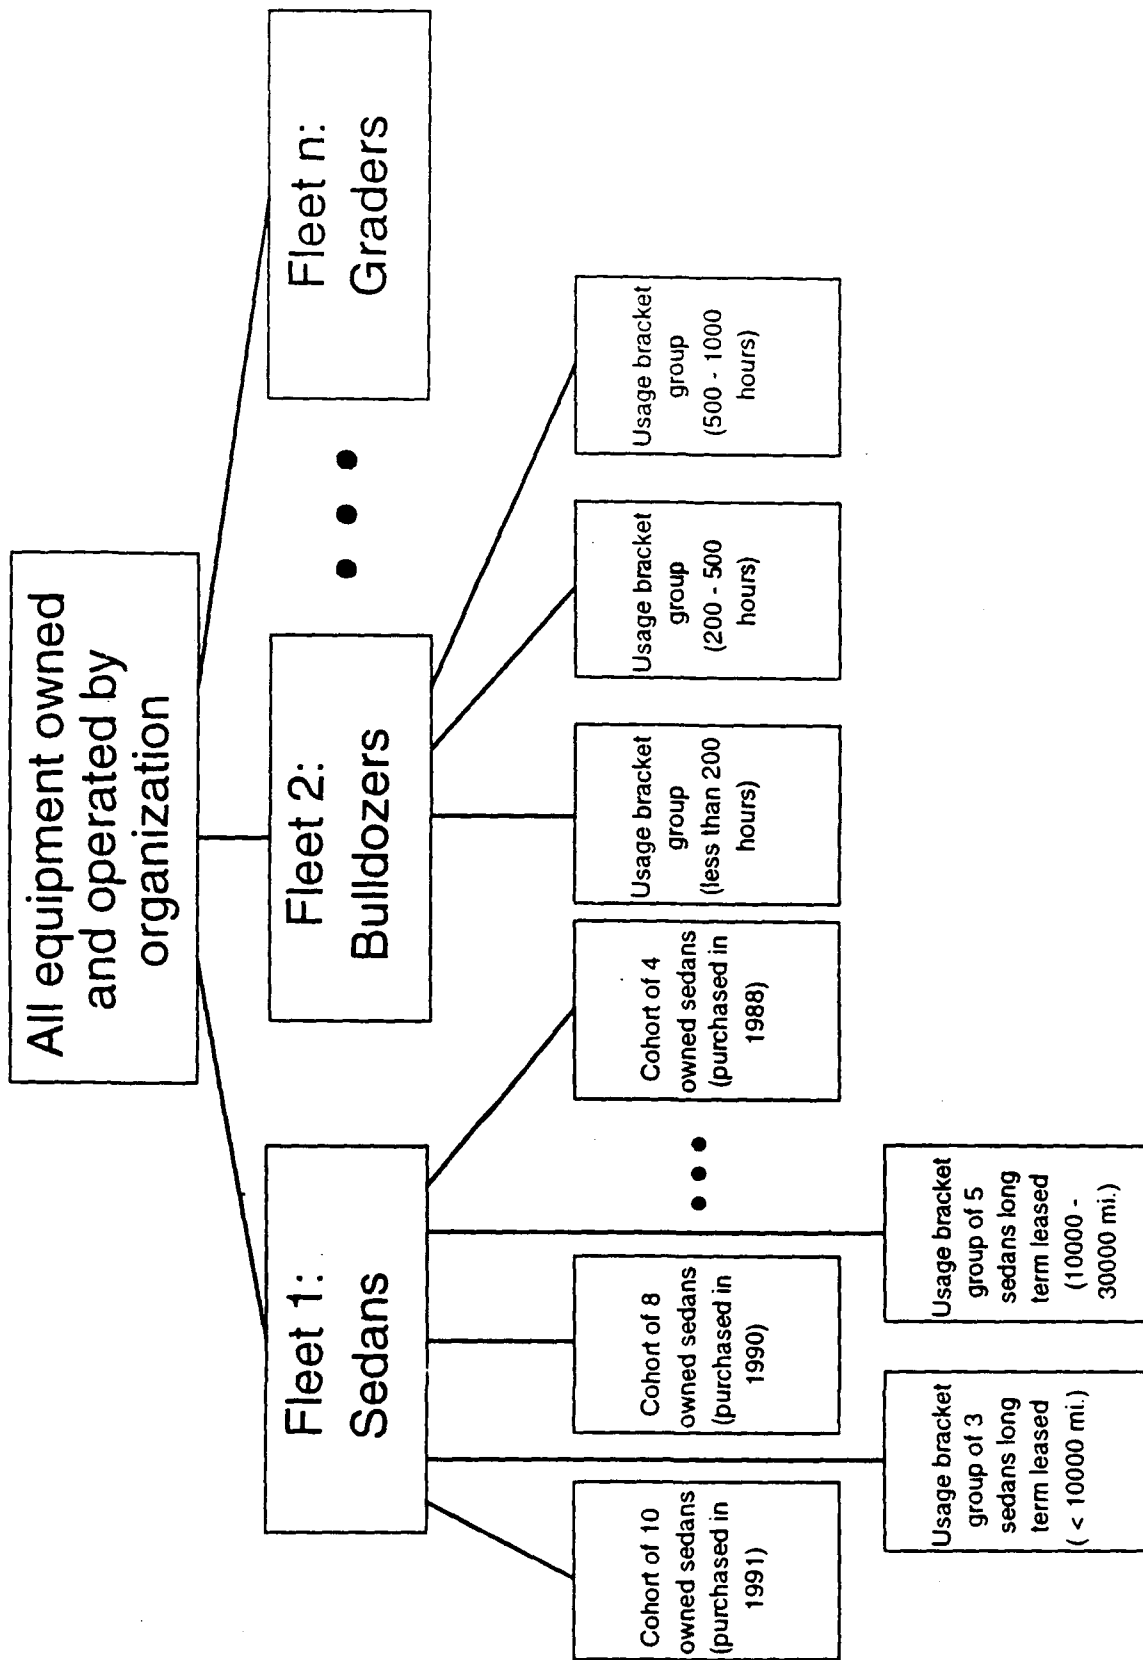 All equipment owned
and operated by
organization
Fleet 1:
Sedans
Fleet 2:
Bulldozers
Fleet n:
Graders
Cohort of 10
owned sedans
(purchased in
1991)
Cohort of 8
owned sedans
(purchased in
1990)
Cohort of 4
owned sedans
(purchased in
1988)
Usage bracket
group
(less than 200
hours)
Usage bracket
group
(200 - 500
hours)
Usage bracket
group
(500 - 1000
hours)
Usage bracket
group of 3
sedans long
term leased
( < 10000 mi.)
Usage bracket
group of 5
sedans long
term leased
(10000 -
30000 mi.)